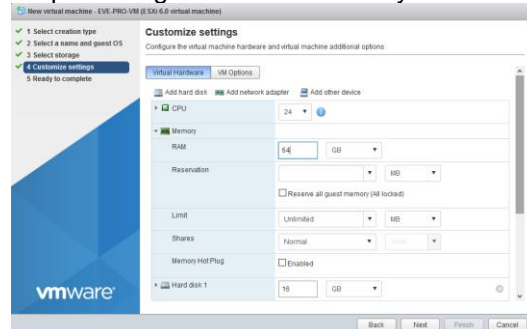 New virtual machine - EVE-PRO-VM (ESXi 6.0 virtual machine)
1 Select creation type
2 Select a name and guest OS
3 Select storage
4 Customize settings
5 Ready to complete
Customize settings
Configure the virtual machine hardware and virtual machine additional options
Virtual Hardware VM Options
Add hard disk Add network adapter Add other device
CPU 24
Memory
RAM 64 GB
Reservation MB
Reserve all guest memory (All locked)
Limit Unlimited MB
Shares Normal
Memory Hot Plug Enabled
Hard disk 1 16 GB
vmware
Back Next Finish Cancel